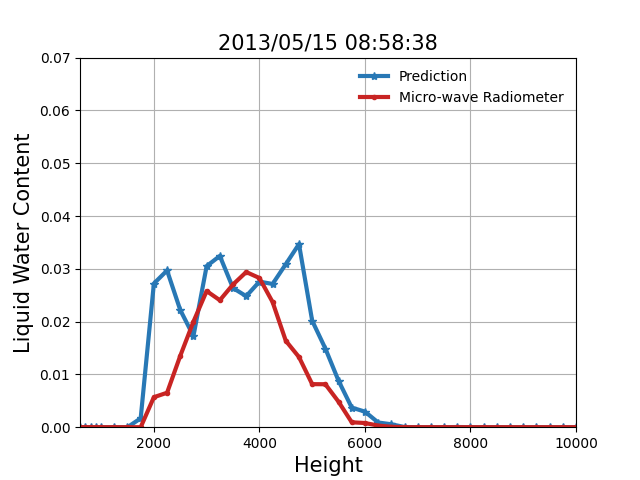 2013/05/15 08:58:38
0.07
0.06
0.05
0.04
0.03
0.02
0.01
0.00
Liquid Water Content
Prediction
Micro-wave Radiometer
2000 4000 6000 8000 10000
Height